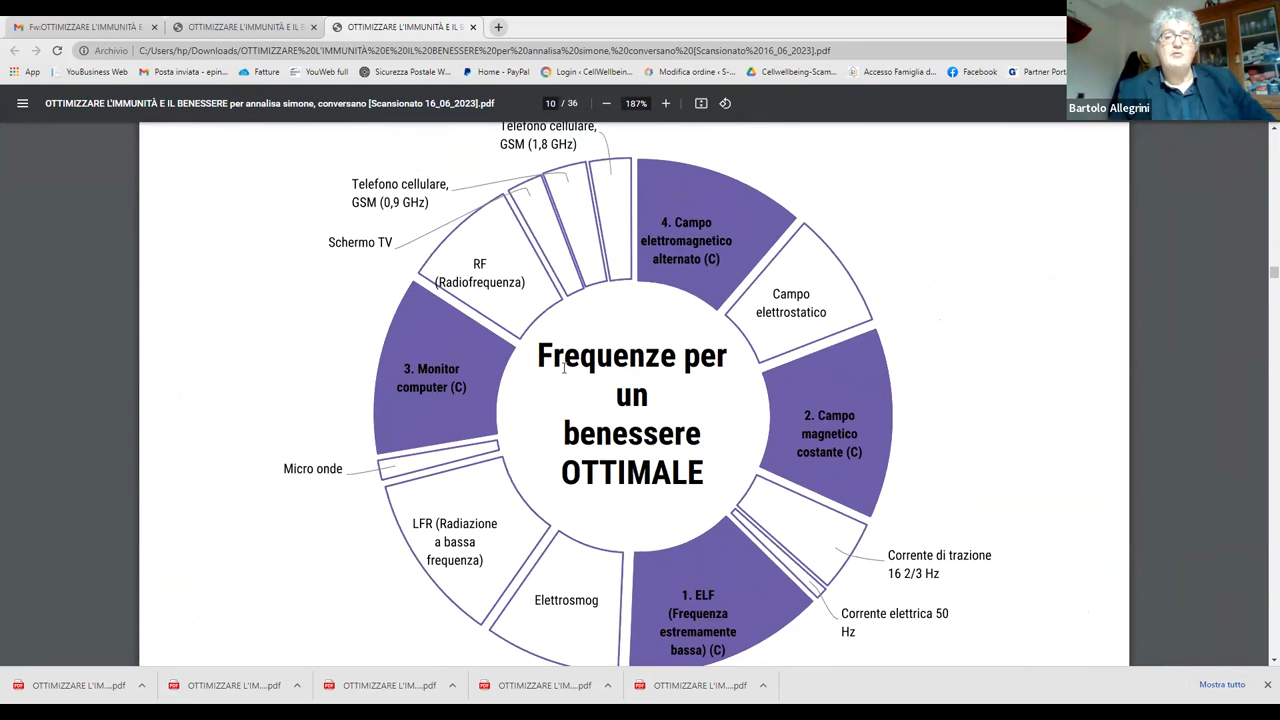 Fw:OTTIMIZZARE L'IMMUNITÀ E
OTTIMIZZARE L'IMMUNITÀ E IL B
OTTIMIZZARE L'IMMUNITÀ E IL B
Archivio
C:/Users/hp/Downloads/OTTIMIZZARE%20L'IMMUNITÀ%20E%20IL%20BENESSERE%20per%20annalisa%20simone,%20conversano%20[Scansionato%2016_06_2023].pdf
App
YouBusiness Web
Posta inviata - epin...
Fatture
YouWeb full
Sicurezza Postale W...
Home - PayPal
Login ‹ CellWellbeing...
Modifica ordine ‹ S...
Cellwellbeing-Scam...
Accesso Famiglia d...
Facebook
Partner Port
OTTIMIZZARE L'IMMUNITÀ E IL BENESSERE per annalisa simone, conversano [Scansionato 16_06_2023].pdf
10 / 36
187%
Bartolo Allegrini
Telefono cellulare,
GSM (1,8 GHz)
Telefono cellulare,
GSM (0,9 GHz)
Schermo TV
RF
(Radiofrequenza)
4. Campo
elettromagnetico
alternato (C)
Campo
elettrostatico
3. Monitor
computer (C)
Frequenze per
un
benessere
OTTIMALE
2. Campo
magnetico
costante (C)
Micro onde
LFR (Radiazione
a bassa
frequenza)
Elettrosmog
1. ELF
(Frequenza
estremamente
bassa) (C)
Corrente di trazione
16 2/3 Hz
Corrente elettrica 50
Hz
OTTIMIZZARE L'IM....pdf
OTTIMIZZARE L'IM....pdf
OTTIMIZZARE L'IM....pdf
OTTIMIZZARE L'IM....pdf
OTTIMIZZARE L'IM....pdf
Mostra tutto